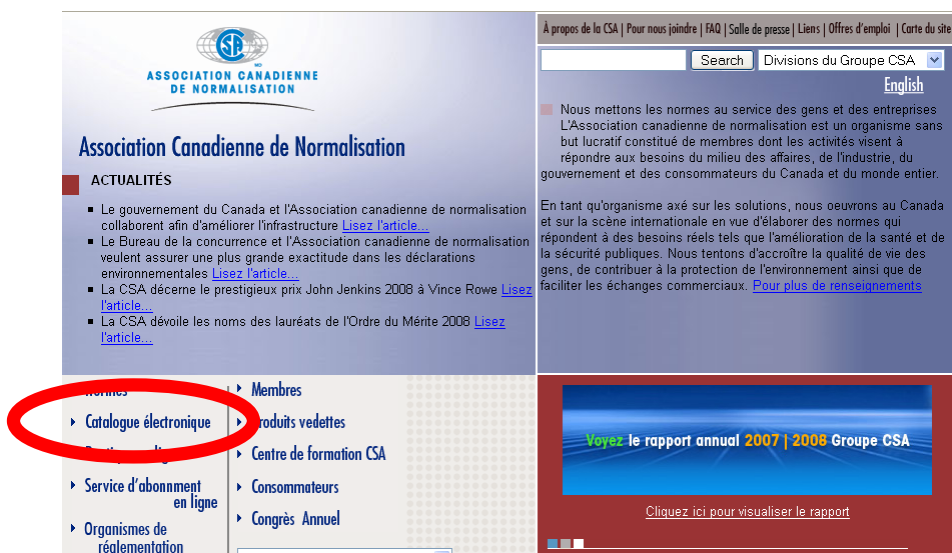 À propos de la CSA | Pour nous joindre | FAQ | Salle de presse | Liens | Offres d'emploi | Carte du site
Search
Divisions du Groupe CSA
English
CSA
MD
ASSOCIATION CANADIENNE
DE NORMALISATION
Association Canadienne de Normalisation
ACTUALITÉS
Le gouvernement du Canada et l'Association canadienne de normalisation
collaborent afin d'améliorer l'infrastructure Lisez l'article...
Le Bureau de la concurrence et l'Association canadienne de normalisation
veulent assurer une plus grande exactitude dans les déclarations
environnementales Lisez l'article...
La CSA décerne le prestigieux prix John Jenkins 2008 à Vince Rowe Lisez
l'article...
La CSA dévoile les noms des lauréats de l'Ordre du Mérite 2008 Lisez
l'article...
Nous mettons les normes au service des gens et des entreprises
L'Association canadienne de normalisation est un organisme sans
but lucratif constitué de membres dont les activités visent à
répondre aux besoins du milieu des affaires, de l'industrie, du
gouvernement et des consommateurs du Canada et du monde entier.
En tant qu'organisme axé sur les solutions, nous oeuvrons au Canada
et sur la scène internationale en vue d'élaborer des normes qui
répondent à des besoins réels tels que l'amélioration de la santé et de
la sécurité publiques. Nous tentons d'accroître la qualité de vie des
gens, de contribuer à la protection de l'environnement ainsi que de
faciliter les échanges commerciaux. Pour plus de renseignements
Catalogue électronique
Service d'abonnment
en ligne
Organismes de
réglementation
Membres
Produits vedettes
Centre de formation CSA
Consommateurs
Congrès Annuel
Voyez le rapport annual 2007 | 2008 Groupe CSA
Cliquez ici pour visualiser le rapport